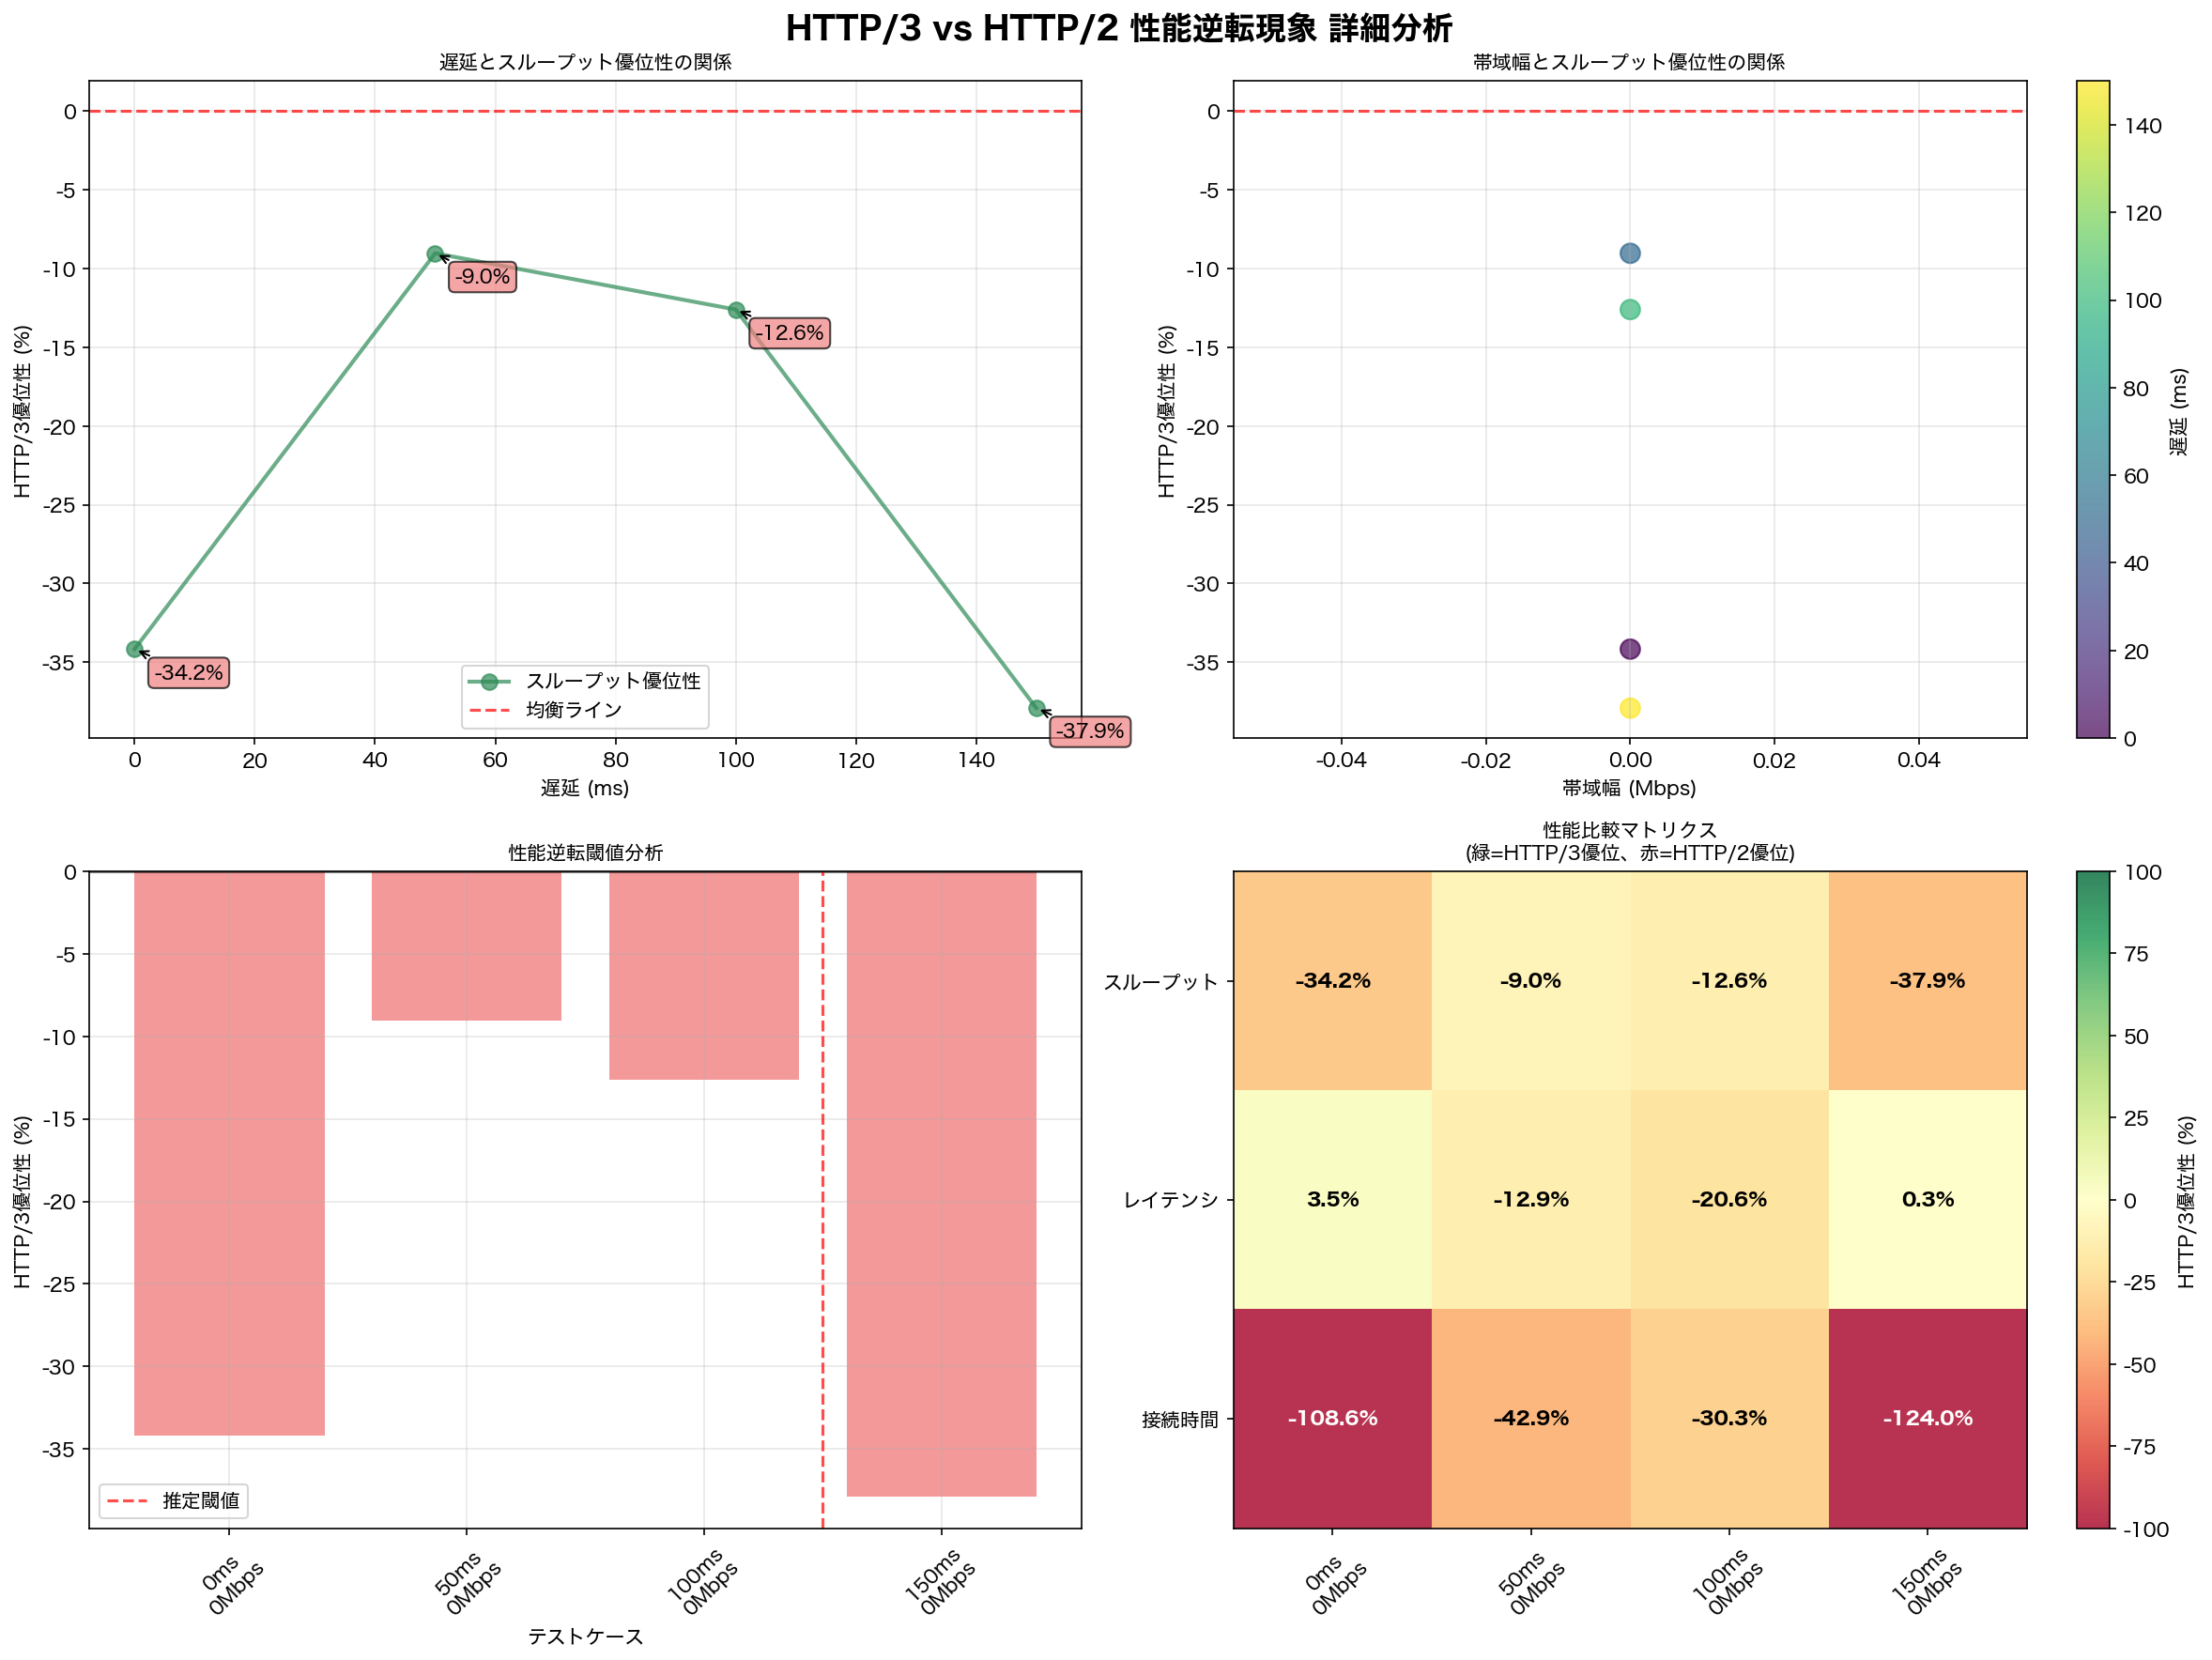 HTTP/3 vs HTTP/2 性能逆転現象 詳細分析
遅延とスループット優位性の関係
0
-5
-10
-15
-20
-25
-30
-35
HTTP/3優位性 (%)
-34.2%
-9.0%
-12.6%
-37.9%
スループット優位性
均衡ライン
0
20
40
60
80
100
120
140
遅延 (ms)
帯域幅とスループット優位性の関係
0
-5
-10
-15
-20
-25
-30
-35
HTTP/3優位性 (%)
-0.04
-0.02
0.00
0.02
0.04
帯域幅 (Mbps)
140
120
100
80
60
40
20
0
遅延 (ms)
性能逆転閾値分析
0
-5
-10
-15
-20
-25
-30
-35
HTTP/3優位性 (%)
推定閾値
0ms
0Mbps
50ms
0Mbps
100ms
0Mbps
150ms
0Mbps
テストケース
性能比較マトリクス
(緑=HTTP/3優位、赤=HTTP/2優位)
スループット
-34.2%
-9.0%
-12.6%
-37.9%
レイテンシ
3.5%
-12.9%
-20.6%
0.3%
接続時間
-108.6%
-42.9%
-30.3%
-124.0%
0ms
0Mbps
50ms
0Mbps
100ms
0Mbps
150ms
0Mbps
100
75
50
25
0
-25
-50
-75
-100
HTTP/3優位性 (%)